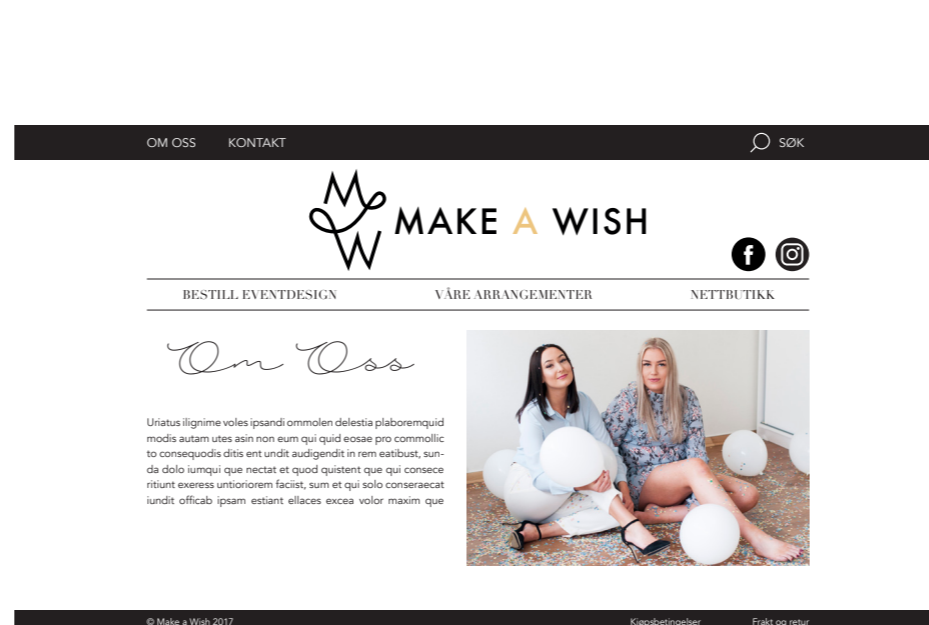 OM OSS KONTAKT SØK
MW
MAKE A WISH
BESTILL EVENTDESIGN VÅRE ARRANGEMENTER NETTBUTIKK
Om Oss
Uriatus ilignime voles ipsandi ommolen delestia plaboremquid
modis autam utes asin non eum qui quid eosae pro commollic
to consequodis ditis ent undit audigendit in rem eatibust, sun-
da dolo iumqui que nectat et quod quistent que qui consece
ritiunt exeress untioriorem faciist, sum et qui solo conseraecat
iundit officab ipsam estiant ellaces excea volor maxim que
© Make a Wish 2017 Kjøpsbetingelser Frakt og retur